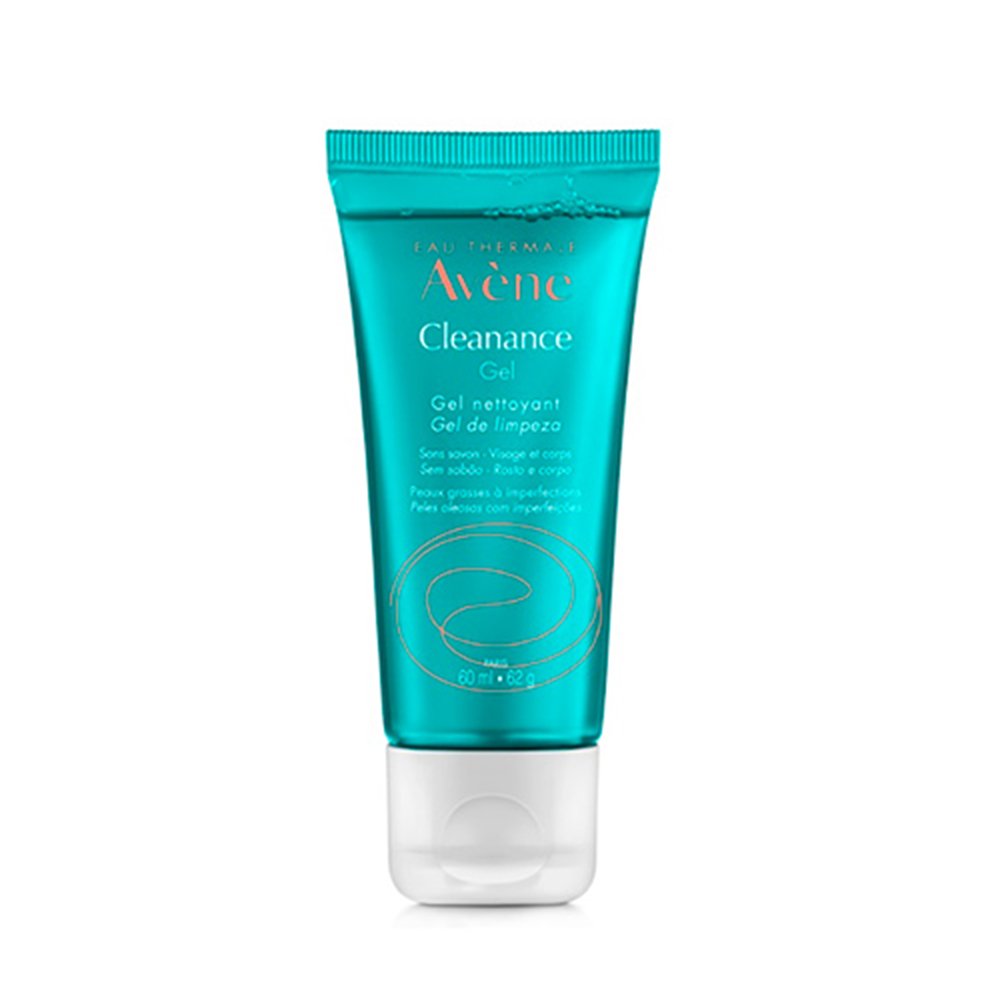 EAU THERMALE
Avène
Cleanance
Gel
Gel nettoyant
Gel de limpeza
Sans savon - Visage et corps
Sem sabão - Rosto e corpo
Peaux grasses à imperfections
Peles oleosas com imperfeições
PARIS
60 ml • 62 g